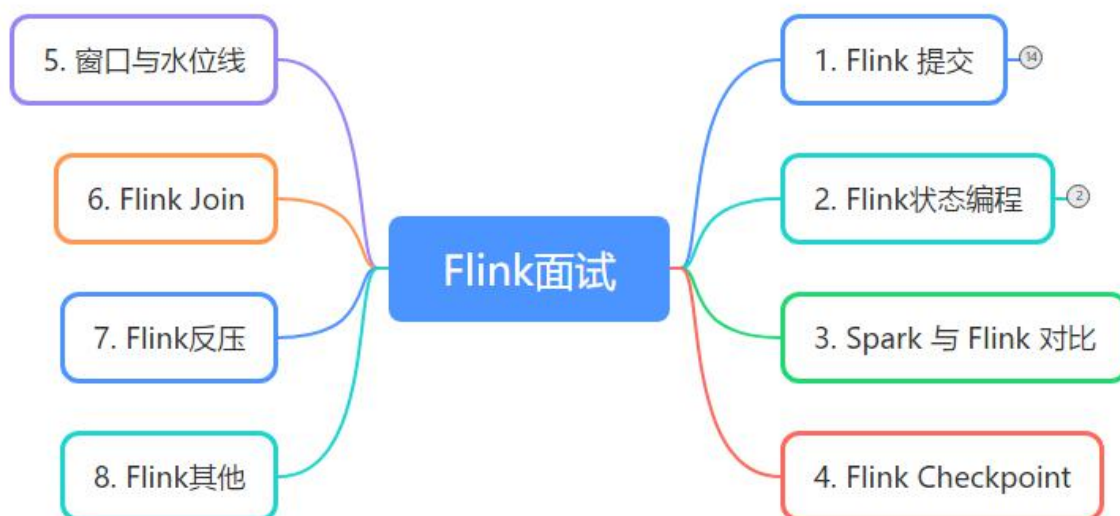 Flink面试
1. Flink 提交
14
2. Flink状态编程
2
3. Spark 与 Flink 对比
4. Flink Checkpoint
5. 窗口与水位线
6. Flink Join
7. Flink反压
8. Flink其他